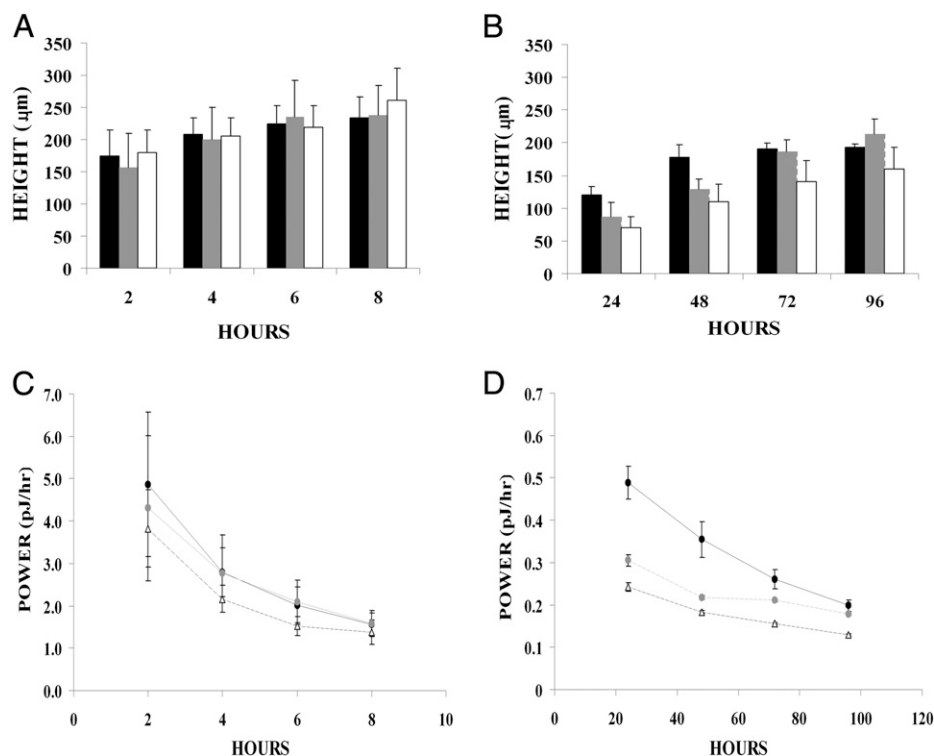 A
350
300
250
200
150
100
50
0
HEIGHT ( μm)
2 4 6 8
HOURS
B
350
300
250
200
150
100
50
0
HEIGHT( μm)
24 48 72 96
HOURS
C
7.0
6.0
5.0
4.0
3.0
2.0
1.0
0.0
POWER (pJ/hr)
0 2 4 6 8 10
HOURS
D
0.7
0.6
0.5
0.4
0.3
0.2
0.1
0
POWER (pJ/hr)
0 20 40 60 80 100 120
HOURS